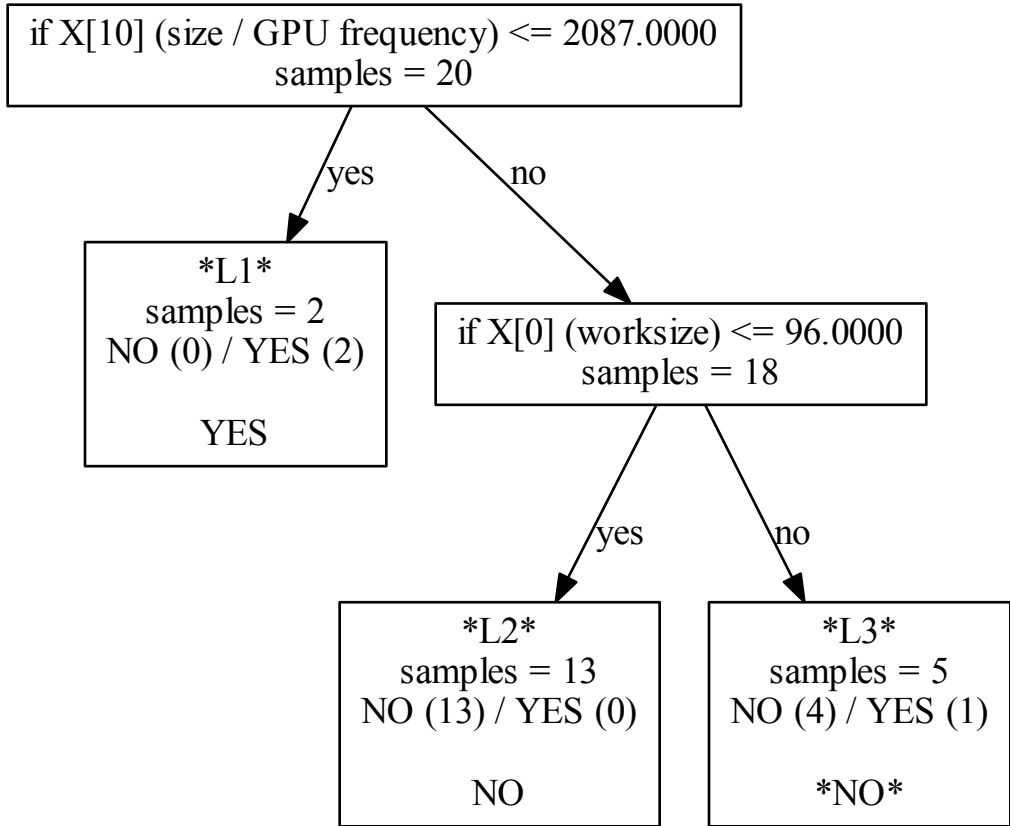 if X[10] (size / GPU frequency) <= 2087.0000
samples = 20
yes
no
*L1*
samples = 2
NO (0) / YES (2)
YES
if X[0] (worksize) <= 96.0000
samples = 18
yes
no
*L2*
samples = 13
NO (13) / YES (0)
NO
*L3*
samples = 5
NO (4) / YES (1)
*NO*